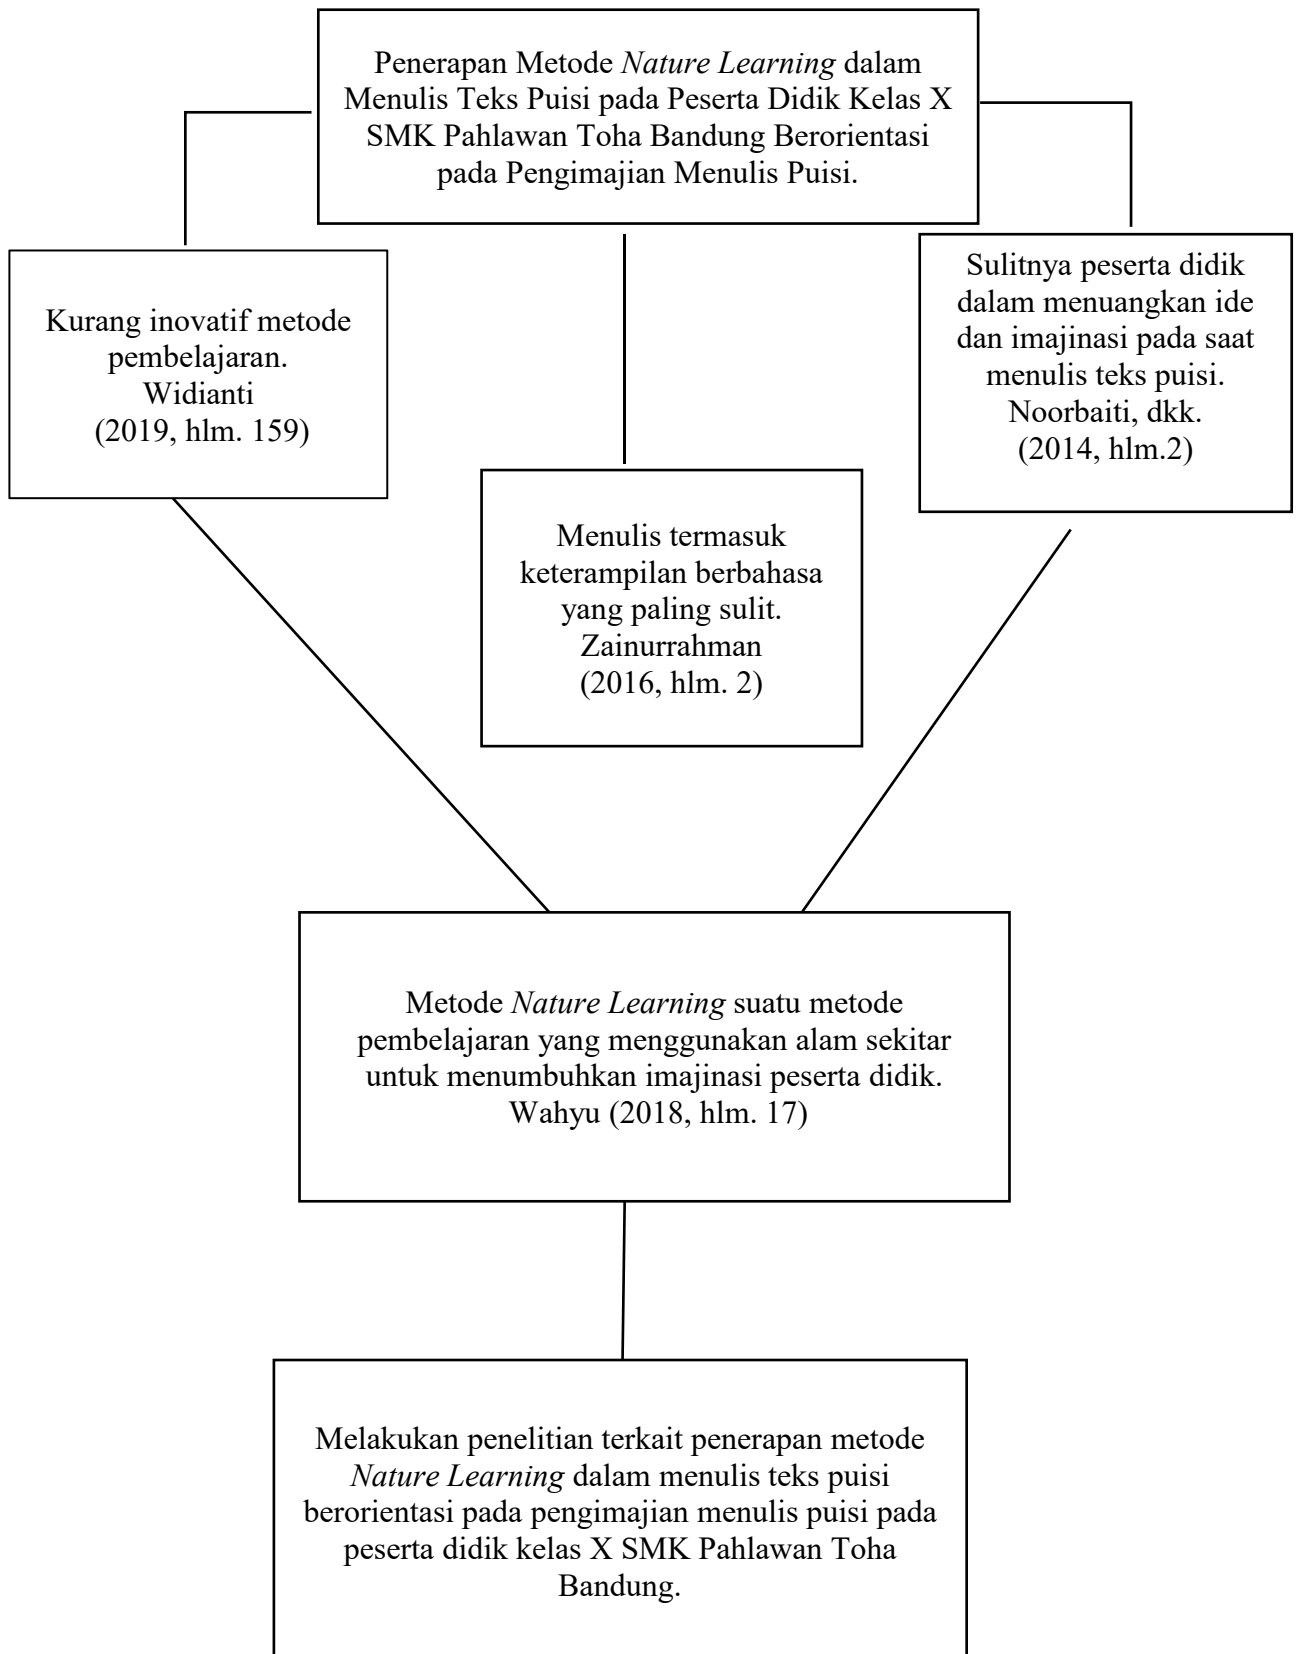 Penerapan Metode Nature Learning dalam
Menulis Teks Puisi pada Peserta Didik Kelas X
SMK Pahlawan Toha Bandung Berorientasi
pada Pengimajian Menulis Puisi.
Kurang inovatif metode
pembelajaran.
Widianti
(2019, hlm. 159)
Menulis termasuk
keterampilan berbahasa
yang paling sulit.
Zainurrahman
(2016, hlm. 2)
Sulitnya peserta didik
dalam menuangkan ide
dan imajinasi pada saat
menulis teks puisi.
Noorbaiti, dkk.
(2014, hlm.2)
Metode Nature Learning suatu metode
pembelajaran yang menggunakan alam sekitar
untuk menumbuhkan imajinasi peserta didik.
Wahyu (2018, hlm. 17)
Melakukan penelitian terkait penerapan metode
Nature Learning dalam menulis teks puisi
berorientasi pada pengimajian menulis puisi pada
peserta didik kelas X SMK Pahlawan Toha
Bandung.